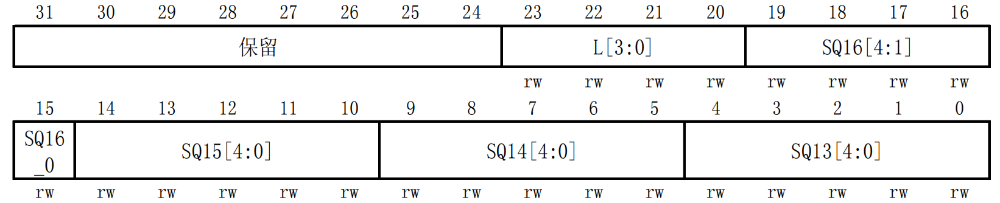 31 30 29 28 27 26 25 24 23 22 21 20 19 18 17 16
保留 L[3:0] SQ16[4:1]
rw rw rw rw rw rw rw rw
15 14 13 12 11 10 9 8 7 6 5 4 3 2 1 0
SQ16
_0 SQ15[4:0] SQ14[4:0] SQ13[4:0]
rw rw rw rw rw rw rw rw rw rw rw rw rw rw rw rw